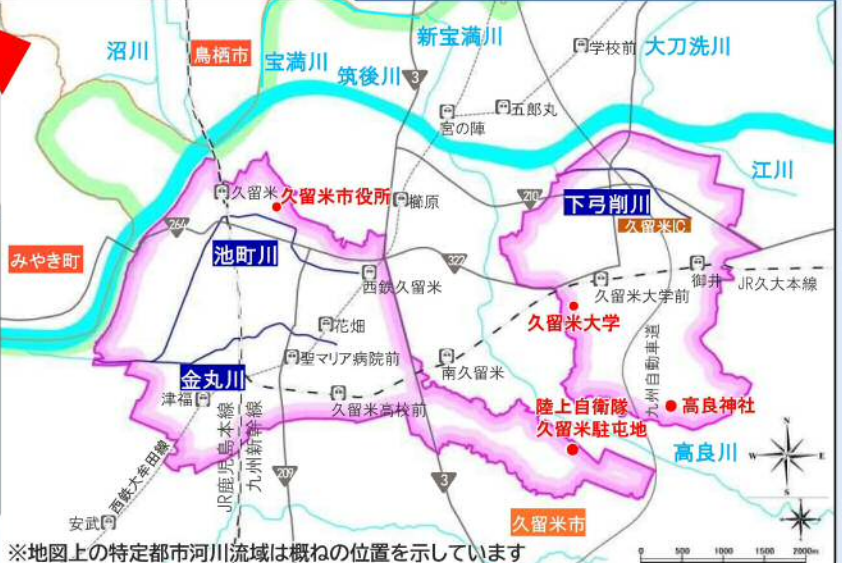 沼川
鳥栖市
宝満川
筑後川
新宝満川
3
学校前
大刀洗川
五郎丸
宮の陣
江川
久留米
久留米市役所
櫛原
210
下弓削川
久留米IC
264
みやき町
池町川
322
西鉄久留米
御井
JR久大本線
久留米大学前
久留米大学
花畑
聖マリア病院前
南久留米
九州自動車道
金丸川
津福
久留米高校前
陸上自衛隊
久留米駐屯地
高良神社
高良川
JR鹿児島本線
九州新幹線
西鉄大牟田線
209
3
安武
久留米市
N
W
E
S
N
S
※地図上の特定都市河川流域は概ねの位置を示しています
0 500 1000 1500 2000m